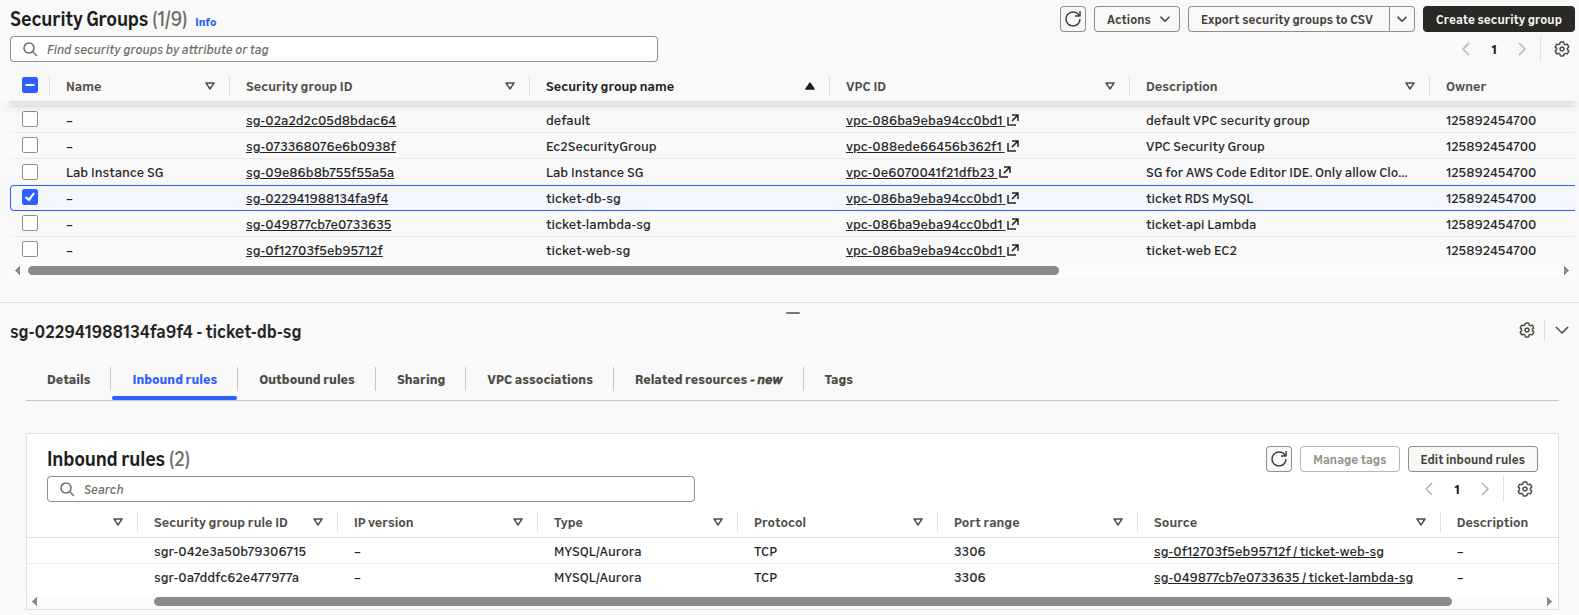 Security Groups (1/9) Info
Actions
Export security groups to CSV
Create security group
Find security groups by attribute or tag
1
Name Security group ID Security group name VPC ID Description Owner
– sg-02a2d2c05d8bdac64 default vpc-086ba9eba94cc0bd1 default VPC security group 125892454700
– sg-073368076e6b0938f Ec2SecurityGroup vpc-088ede66456b362f1 VPC Security Group 125892454700
Lab Instance SG sg-09e86b8b755f55a5a Lab Instance SG vpc-0e6070041f21dfb23 SG for AWS Code Editor IDE. Only allow Clo... 125892454700
– sg-022941988134fa9f4 ticket-db-sg vpc-086ba9eba94cc0bd1 ticket RDS MySQL 125892454700
– sg-049877cb7e0733635 ticket-lambda-sg vpc-086ba9eba94cc0bd1 ticket-api Lambda 125892454700
– sg-0f12703f5eb95712f ticket-web-sg vpc-086ba9eba94cc0bd1 ticket-web EC2 125892454700
sg-022941988134fa9f4 - ticket-db-sg
Details Inbound rules Outbound rules Sharing VPC associations Related resources - new Tags
Inbound rules (2)
Manage tags
Edit inbound rules
Search
1
Security group rule ID IP version Type Protocol Port range Source Description
sgr-042e3a50b79306715 – MYSQL/Aurora TCP 3306 sg-0f12703f5eb95712f / ticket-web-sg –
sgr-0a7ddfc62e477977a – MYSQL/Aurora TCP 3306 sg-049877cb7e0733635 / ticket-lambda-sg –